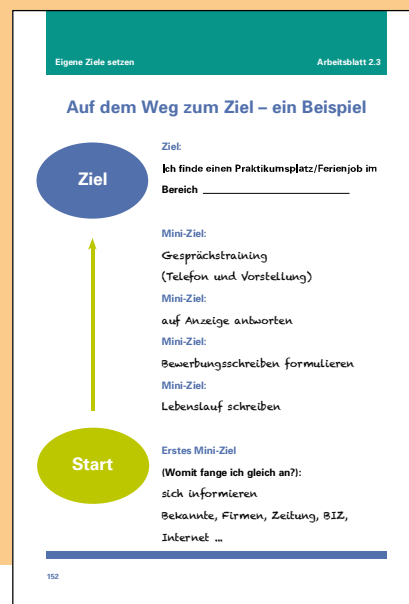 Eigene Ziele setzen
Arbeitsblatt 2.3
Auf dem Weg zum Ziel – ein Beispiel
Ziel
Ziel:
Ich finde einen Praktikumsplatz/Ferienjob im
Bereich
Mini-Ziel:
Gesprächstraining
(Telefon und Vorstellung)
Mini-Ziel:
auf Anzeige antworten
Mini-Ziel:
Bewerbungsschreiben formulieren
Mini-Ziel:
Lebenslauf schreiben
Start
Erstes Mini-Ziel
(Womit fange ich gleich an?):
sich informieren
Bekannte, Firmen, Zeitung, BIZ,
Internet ...
152